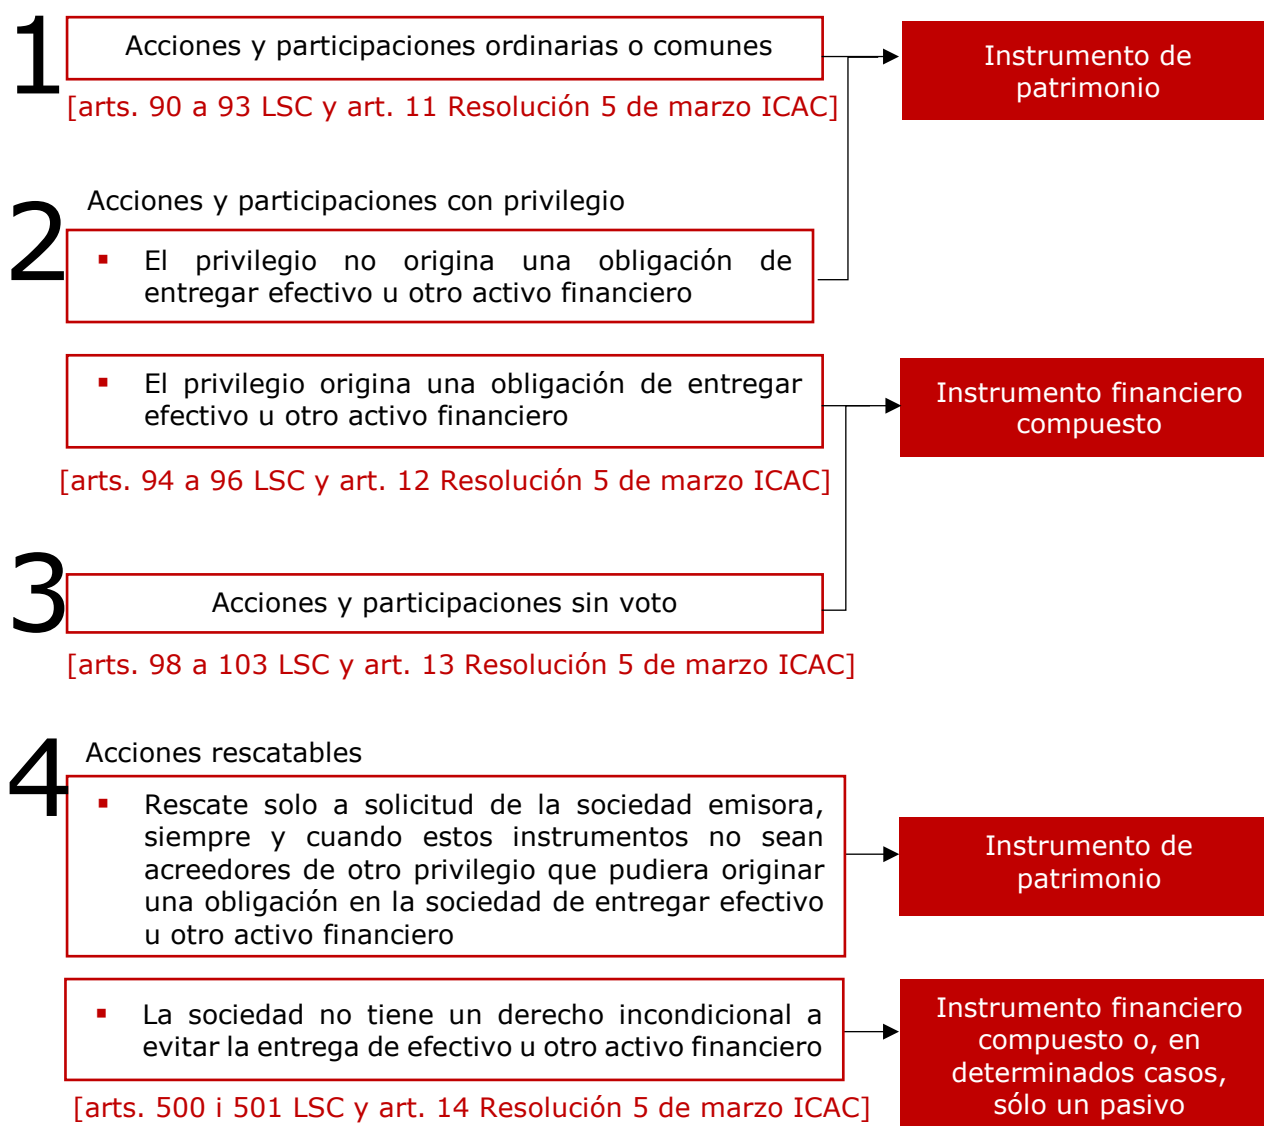 1
Acciones y participaciones ordinarias o comunes
Instrumento de
patrimonio
[arts. 90 a 93 LSC y art. 11 Resolución 5 de marzo ICAC]
2
Acciones y participaciones con privilegio
▪ El privilegio no origina una obligación de
entregar efectivo u otro activo financiero
▪ El privilegio origina una obligación de entregar
efectivo u otro activo financiero
Instrumento financiero
compuesto
[arts. 94 a 96 LSC y art. 12 Resolución 5 de marzo ICAC]
3
Acciones y participaciones sin voto
[arts. 98 a 103 LSC y art. 13 Resolución 5 de marzo ICAC]
4
Acciones rescatables
▪ Rescate solo a solicitud de la sociedad emisora,
siempre y cuando estos instrumentos no sean
acreedores de otro privilegio que pudiera originar
una obligación en la sociedad de entregar efectivo
u otro activo financiero
Instrumento de
patrimonio
▪ La sociedad no tiene un derecho incondicional a
evitar la entrega de efectivo u otro activo financiero
Instrumento financiero
compuesto o, en
determinados casos,
sólo un pasivo
[arts. 500 i 501 LSC y art. 14 Resolución 5 de marzo ICAC]